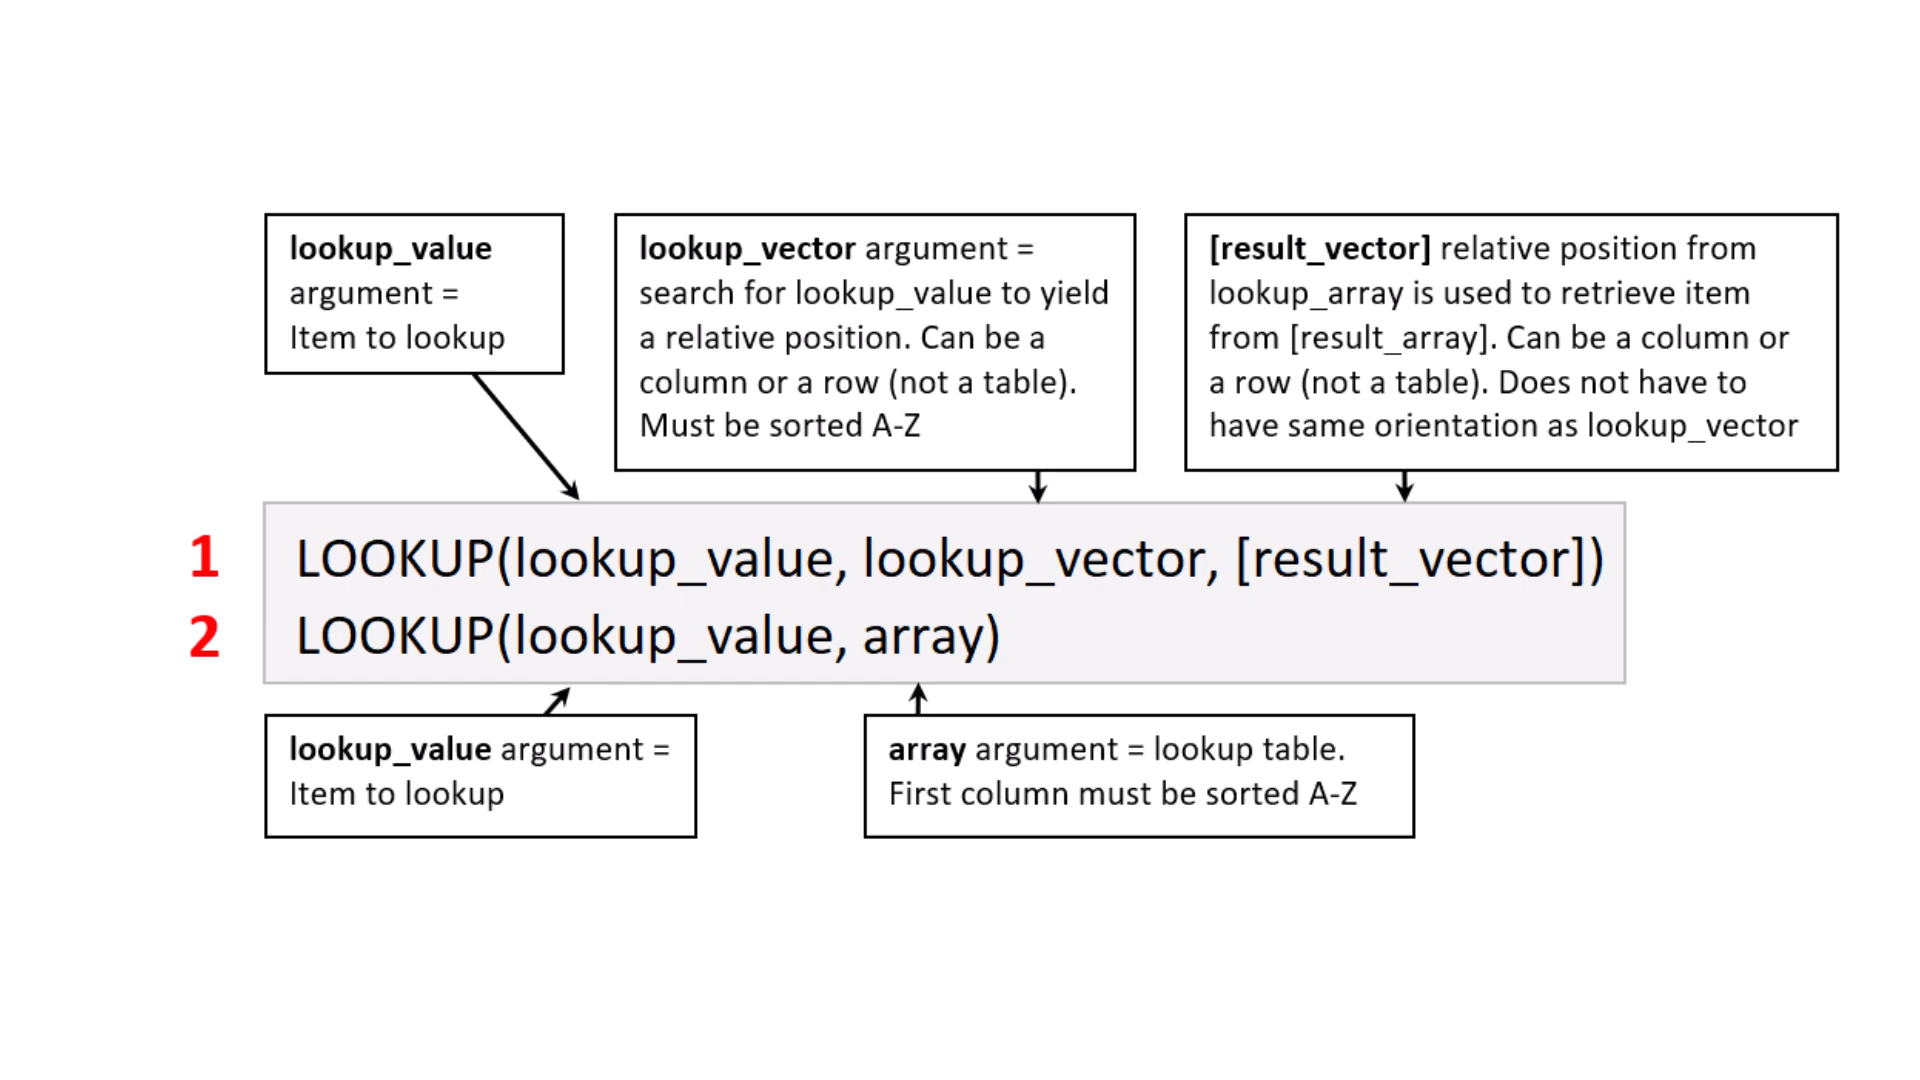 lookup_value
argument =
Item to lookup
lookup_vector argument =
search for lookup_value to yield
a relative position. Can be a
column or a row (not a table).
Must be sorted A-Z
[result_vector] relative position from
lookup_array is used to retrieve item
from [result_array]. Can be a column or
a row (not a table). Does not have to
have same orientation as lookup_vector
1 LOOKUP(lookup_value, lookup_vector, [result_vector])
2 LOOKUP(lookup_value, array)
lookup_value argument =
Item to lookup
array argument = lookup table.
First column must be sorted A-Z